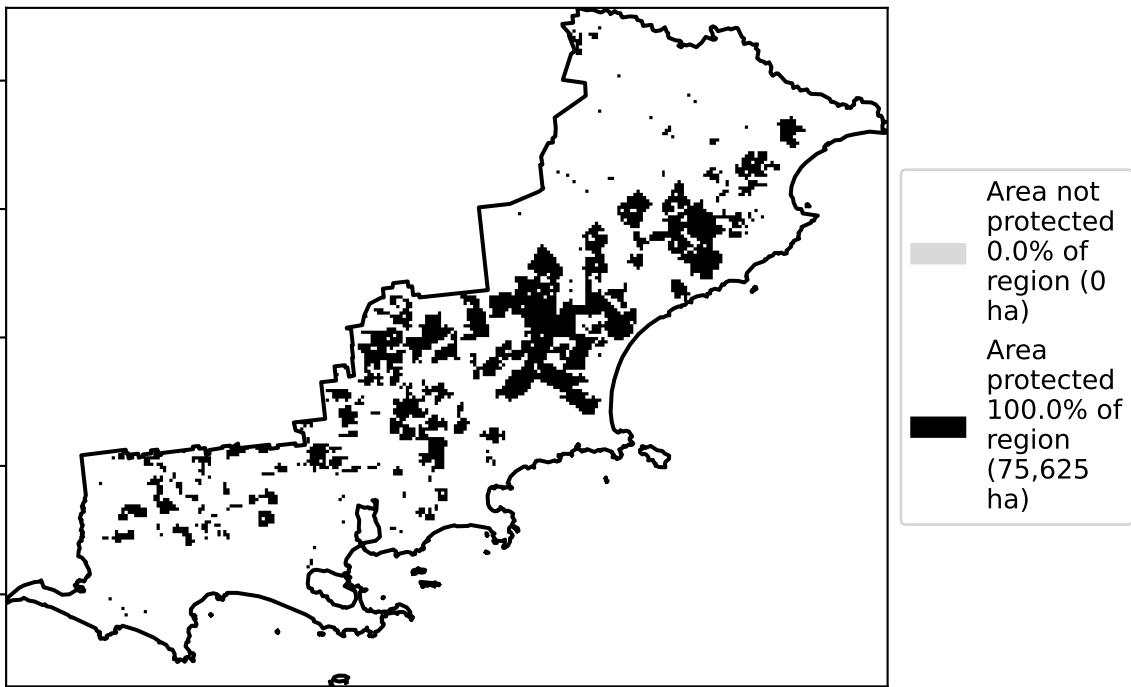 Area not
protected
0.0% of
region (0
ha)
Area
protected
100.0% of
region
(75,625
ha)